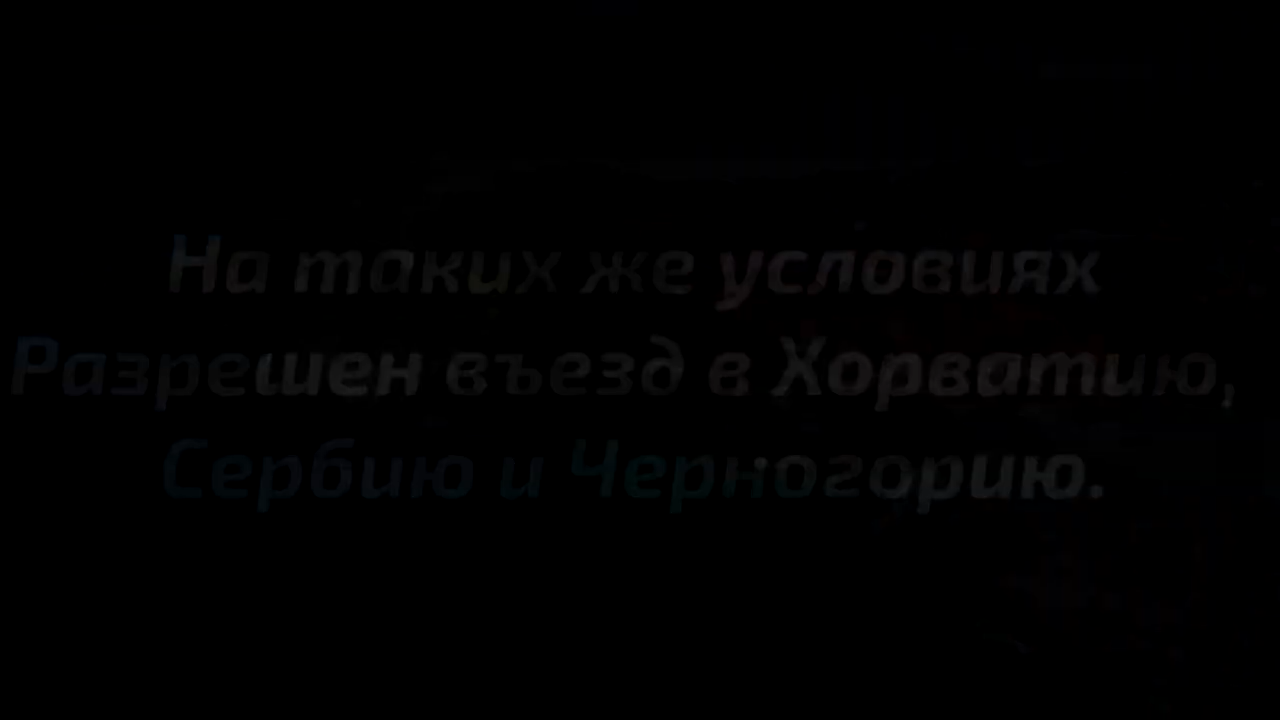 На таких же условиях
Разрешен въезд в Хорватию,
Сербию и Черногорию.